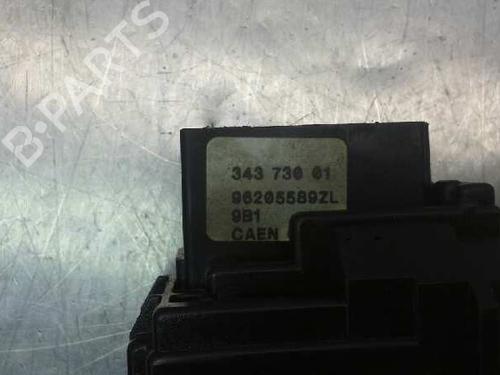 B-PARTS
343 730 01
96205589ZL
9B1
CAEN